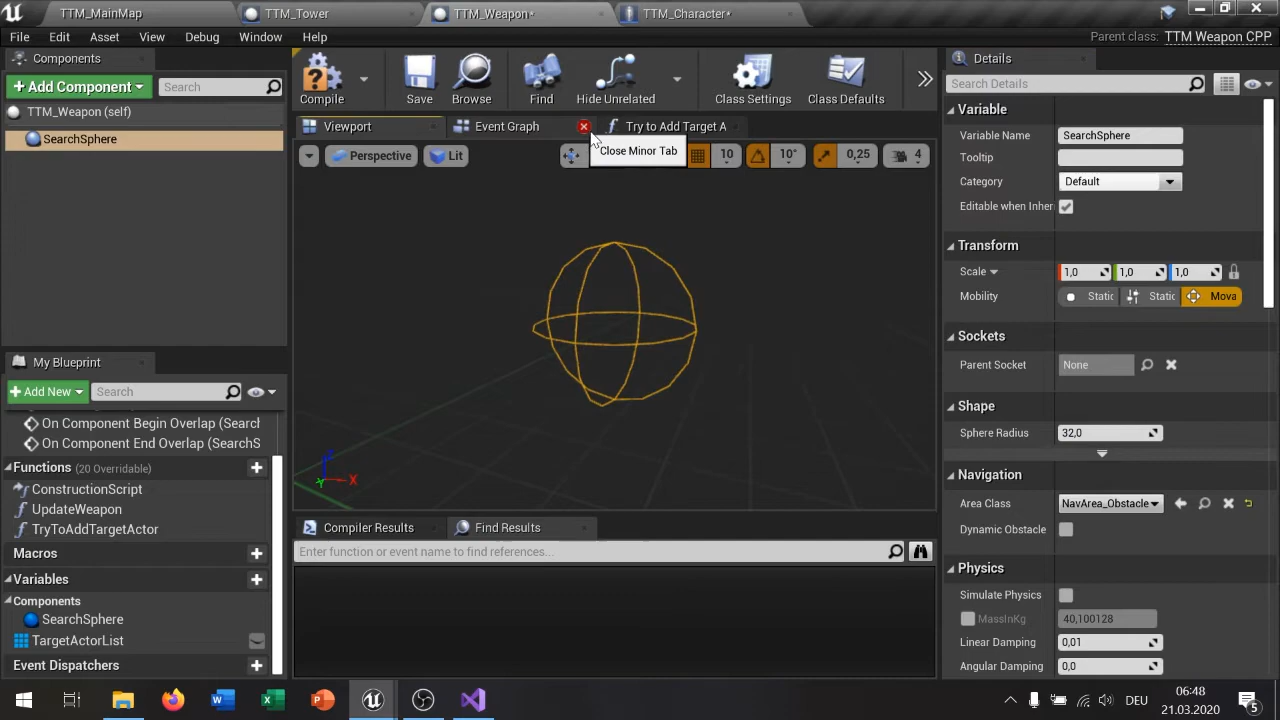 TTM_MainMap
TTM_Tower
TTM_Weapon*
TTM_Character*
File
Edit
Asset
View
Debug
Window
Help
Parent class: TTM Weapon CPP
Components
Add Component
Search
TTM_Weapon (self)
SearchSphere
Compile
Save
Browse
Find
Hide Unrelated
Class Settings
Class Defaults
Viewport
Event Graph
Try to Add Target A
Close Minor Tab
Perspective
Lit
10
10°
0,25
4
X
Y
Z
My Blueprint
Add New
Search
On Component Begin Overlap (Search
On Component End Overlap (SearchS
Functions (20 Overridable)
ConstructionScript
UpdateWeapon
TryToAddTargetActor
Macros
Variables
Components
SearchSphere
TargetActorList
Event Dispatchers
Compiler Results
Find Results
Enter function or event name to find references...
Details
Search Details
Variable
Variable Name
SearchSphere
Tooltip
Category
Default
Editable when Inher
Transform
Scale
1,0
1,0
1,0
Mobility
Static
Static
Mova
Sockets
Parent Socket
None
Shape
Sphere Radius
32,0
Navigation
Area Class
NavArea_Obstacle
Dynamic Obstacle
Physics
Simulate Physics
MassInKg
40,100128
Linear Damping
0,01
Angular Damping
0,0
DEU
06:48
21.03.2020
5